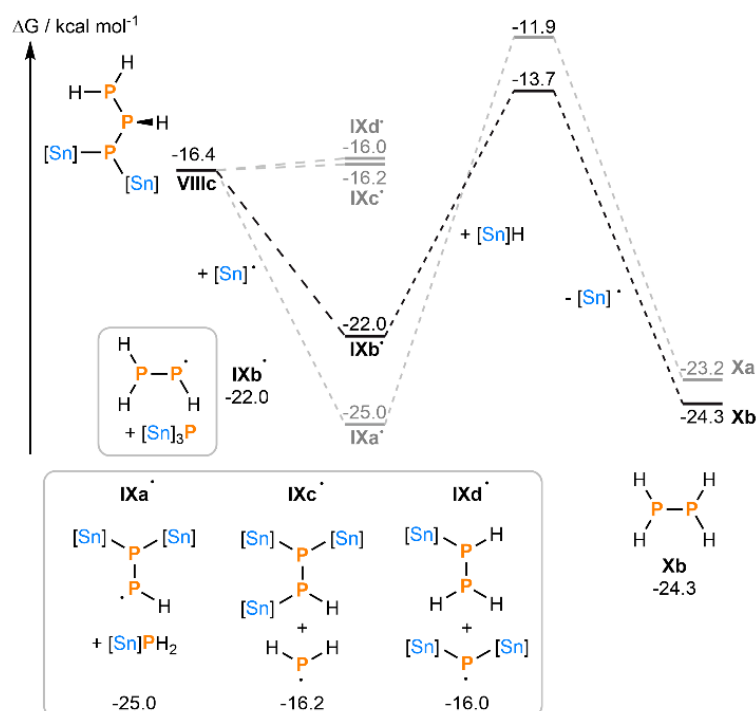 ΔG / kcal mol⁻¹
-11.9
-13.7
H
H P
P H
[Sn] P
[Sn]
-16.4
VIIIc
IXd•
-16.0
-16.2
IXc•
+ [Sn]•
+ [Sn]H
- [Sn]•
-22.0
IXb•
-25.0
IXa•
-23.2 Xa
-24.3 Xb
H
P P •
H H
+ [Sn]₃P
IXb•
-22.0
IXa•
[Sn] [Sn]
P
• P
H
+ [Sn]PH₂
-25.0
IXc•
[Sn] [Sn]
P
P
[Sn] H
+
H H
P
•
-16.2
IXd•
[Sn] H
P
P
H H
+
[Sn] [Sn]
P
•
-16.0
H H
P P
H H
Xb
-24.3